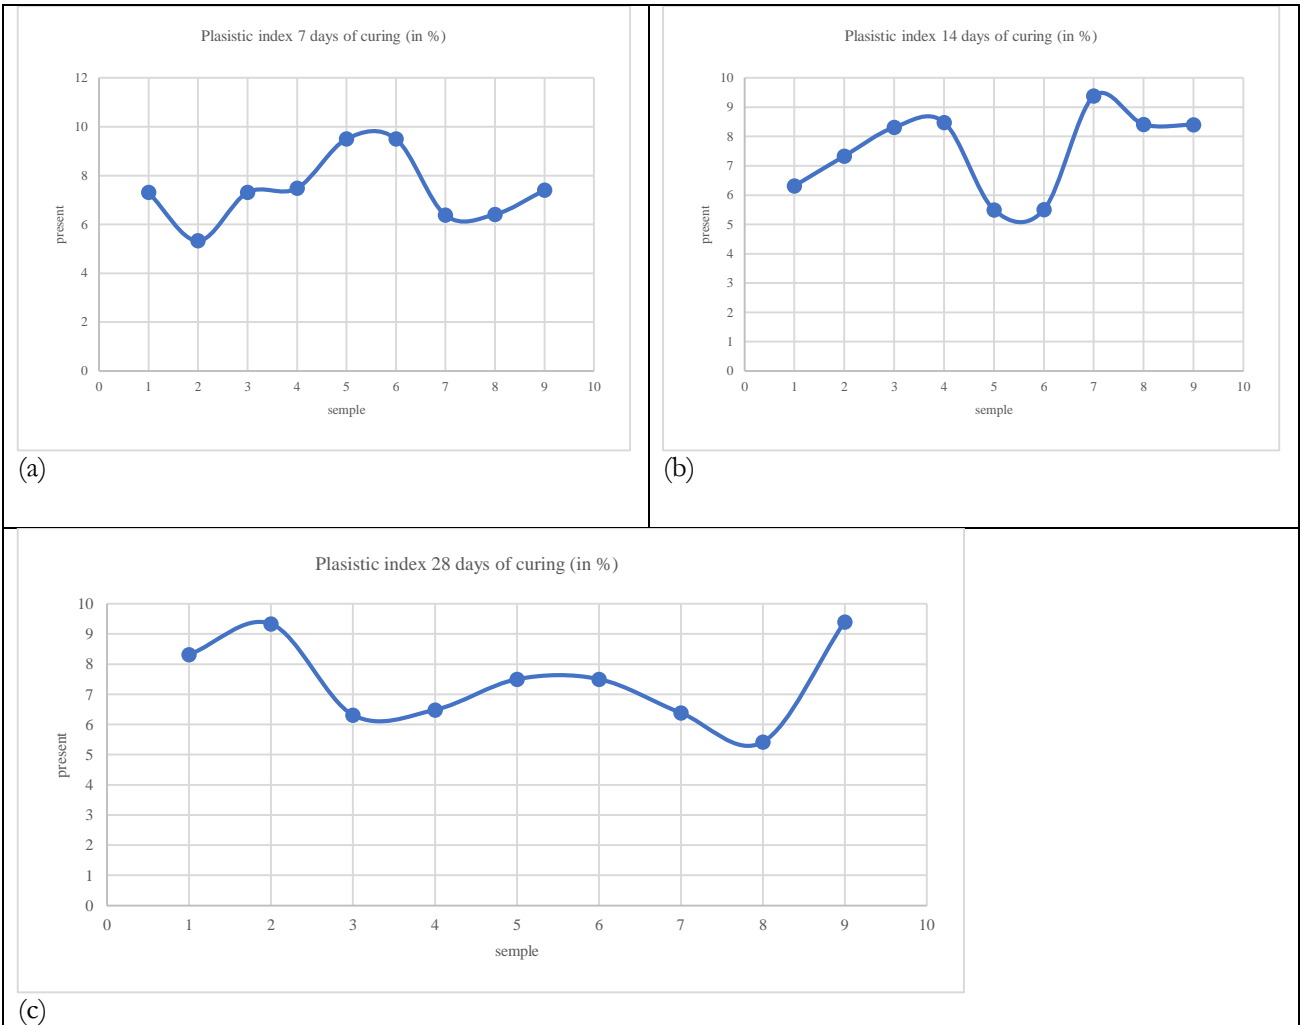 Plasistic index 7 days of curing (in %)
12
10
8
6
4
2
0
present
0 1 2 3 4 5 6 7 8 9 10
semple
(a)
Plasistic index 14 days of curing (in %)
10
9
8
7
6
5
4
3
2
1
0
present
0 1 2 3 4 5 6 7 8 9 10
semple
(b)
Plasistic index 28 days of curing (in %)
10
9
8
7
6
5
4
3
2
1
0
present
0 1 2 3 4 5 6 7 8 9 10
semple
(c)